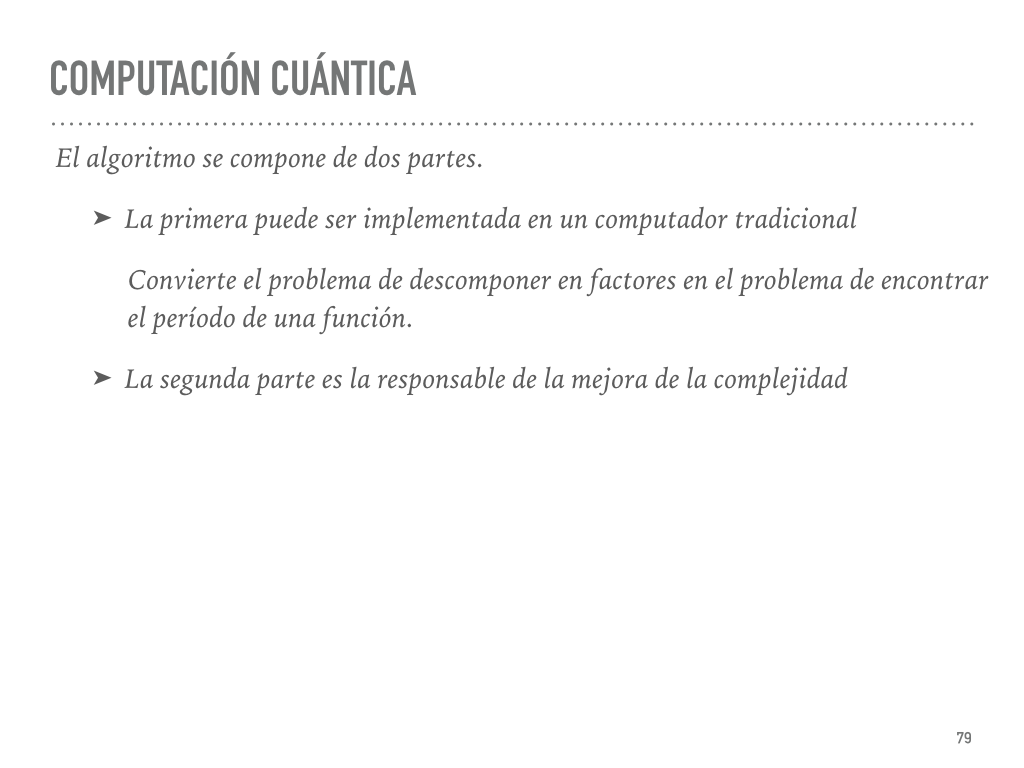 COMPUTACIÓN CUÁNTICA
El algoritmo se compone de dos partes.
➤ La primera puede ser implementada en un computador tradicional
Convierte el problema de descomponer en factores en el problema de encontrar
el período de una función.
➤ La segunda parte es la responsable de la mejora de la complejidad
79